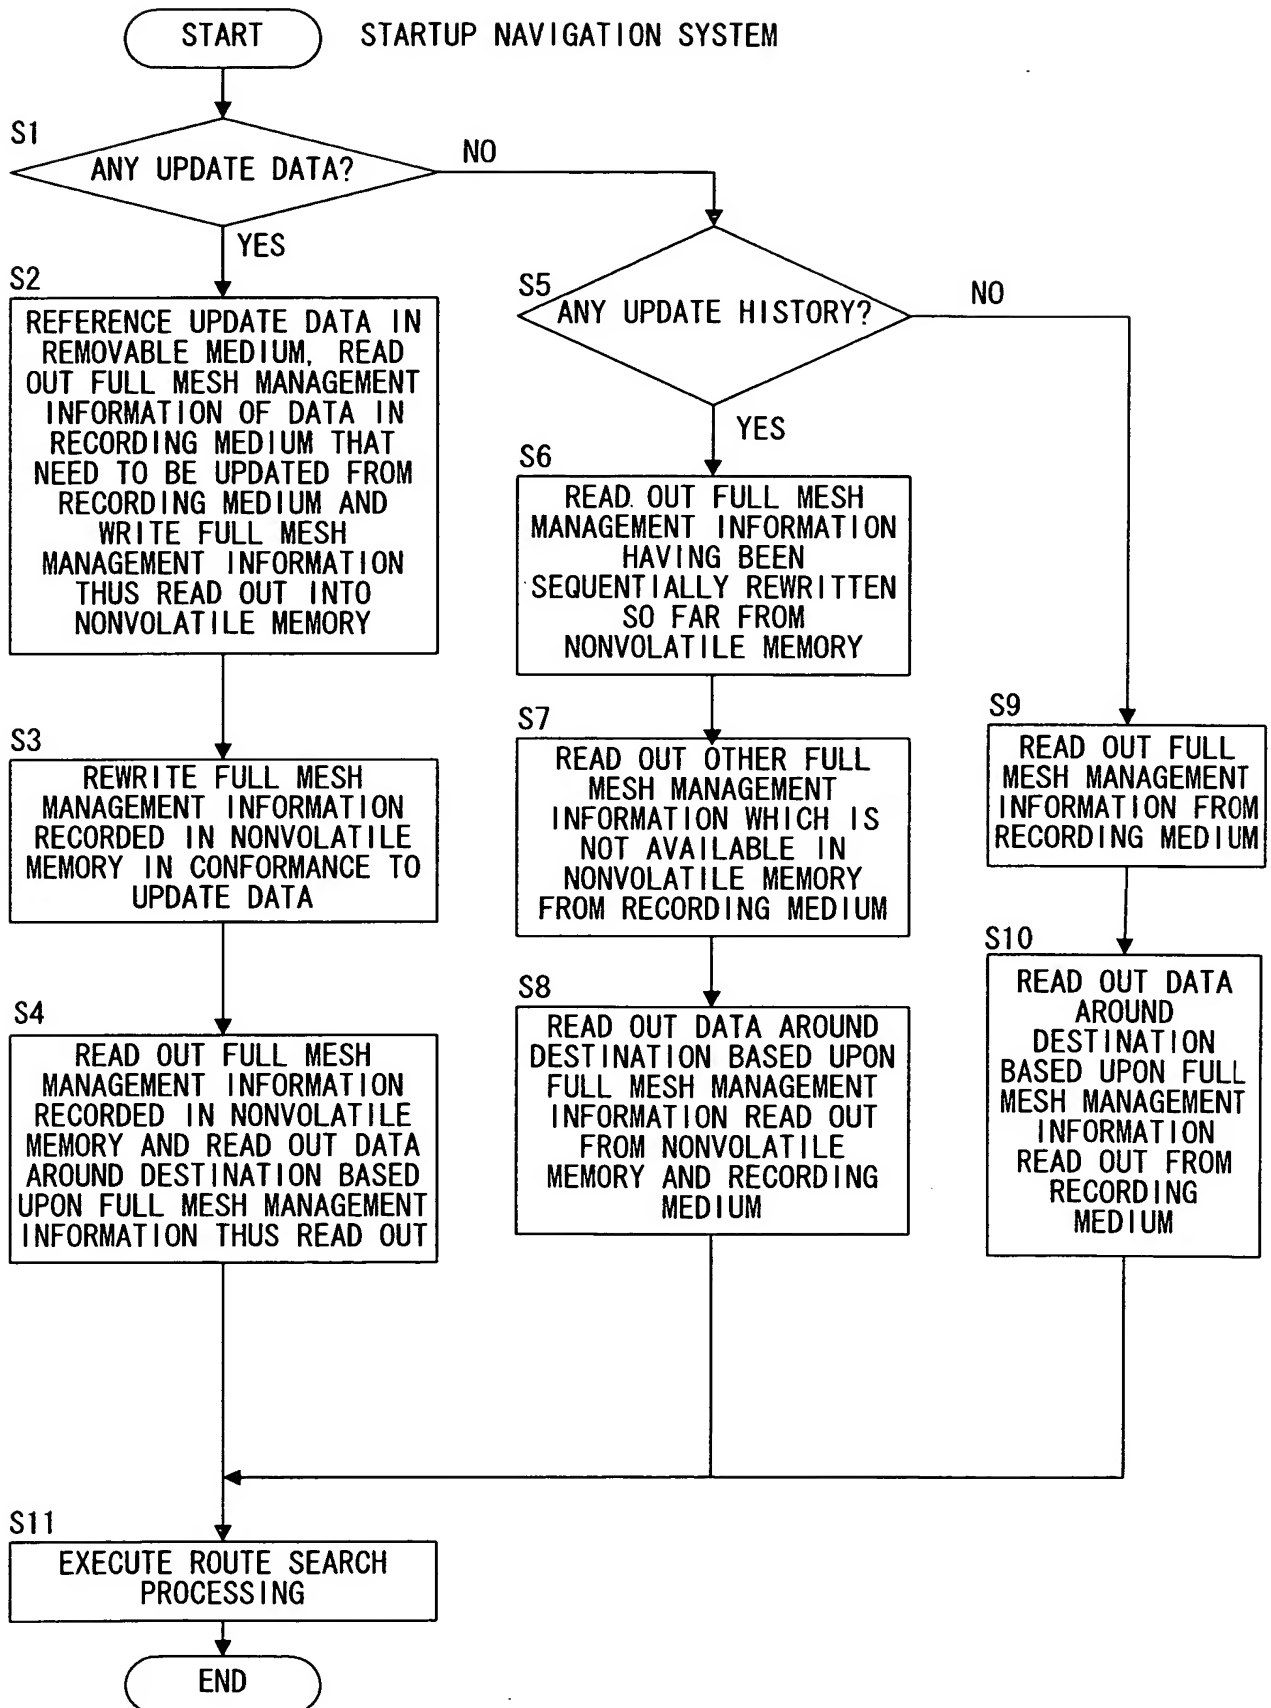 START
STARTUP NAVIGATION SYSTEM
S1
ANY UPDATE DATA?
NO
YES
S2
REFERENCE UPDATE DATA IN
REMOVABLE MEDIUM, READ
OUT FULL MESH MANAGEMENT
INFORMATION OF DATA IN
RECORDING MEDIUM THAT
NEED TO BE UPDATED FROM
RECORDING MEDIUM AND
WRITE FULL MESH
MANAGEMENT INFORMATION
THUS READ OUT INTO
NONVOLATILE MEMORY
S3
REWRITE FULL MESH
MANAGEMENT INFORMATION
RECORDED IN NONVOLATILE
MEMORY IN CONFORMANCE TO
UPDATE DATA
S4
READ OUT FULL MESH
MANAGEMENT INFORMATION
RECORDED IN NONVOLATILE
MEMORY AND READ OUT DATA
AROUND DESTINATION BASED
UPON FULL MESH MANAGEMENT
INFORMATION THUS READ OUT
S5
ANY UPDATE HISTORY?
NO
YES
S6
READ OUT FULL MESH
MANAGEMENT INFORMATION
HAVING BEEN
SEQUENTIALLY REWRITTEN
SO FAR FROM
NONVOLATILE MEMORY
S7
READ OUT OTHER FULL
MESH MANAGEMENT
INFORMATION WHICH IS
NOT AVAILABLE IN
NONVOLATILE MEMORY
FROM RECORDING MEDIUM
S8
READ OUT DATA AROUND
DESTINATION BASED UPON
FULL MESH MANAGEMENT
INFORMATION READ OUT
FROM NONVOLATILE
MEMORY AND RECORDING
MEDIUM
S9
READ OUT FULL
MESH MANAGEMENT
INFORMATION FROM
RECORDING MEDIUM
S10
READ OUT DATA
AROUND
DESTINATION
BASED UPON FULL
MESH MANAGEMENT
INFORMATION
READ OUT FROM
RECORDING
MEDIUM
S11
EXECUTE ROUTE SEARCH
PROCESSING
END